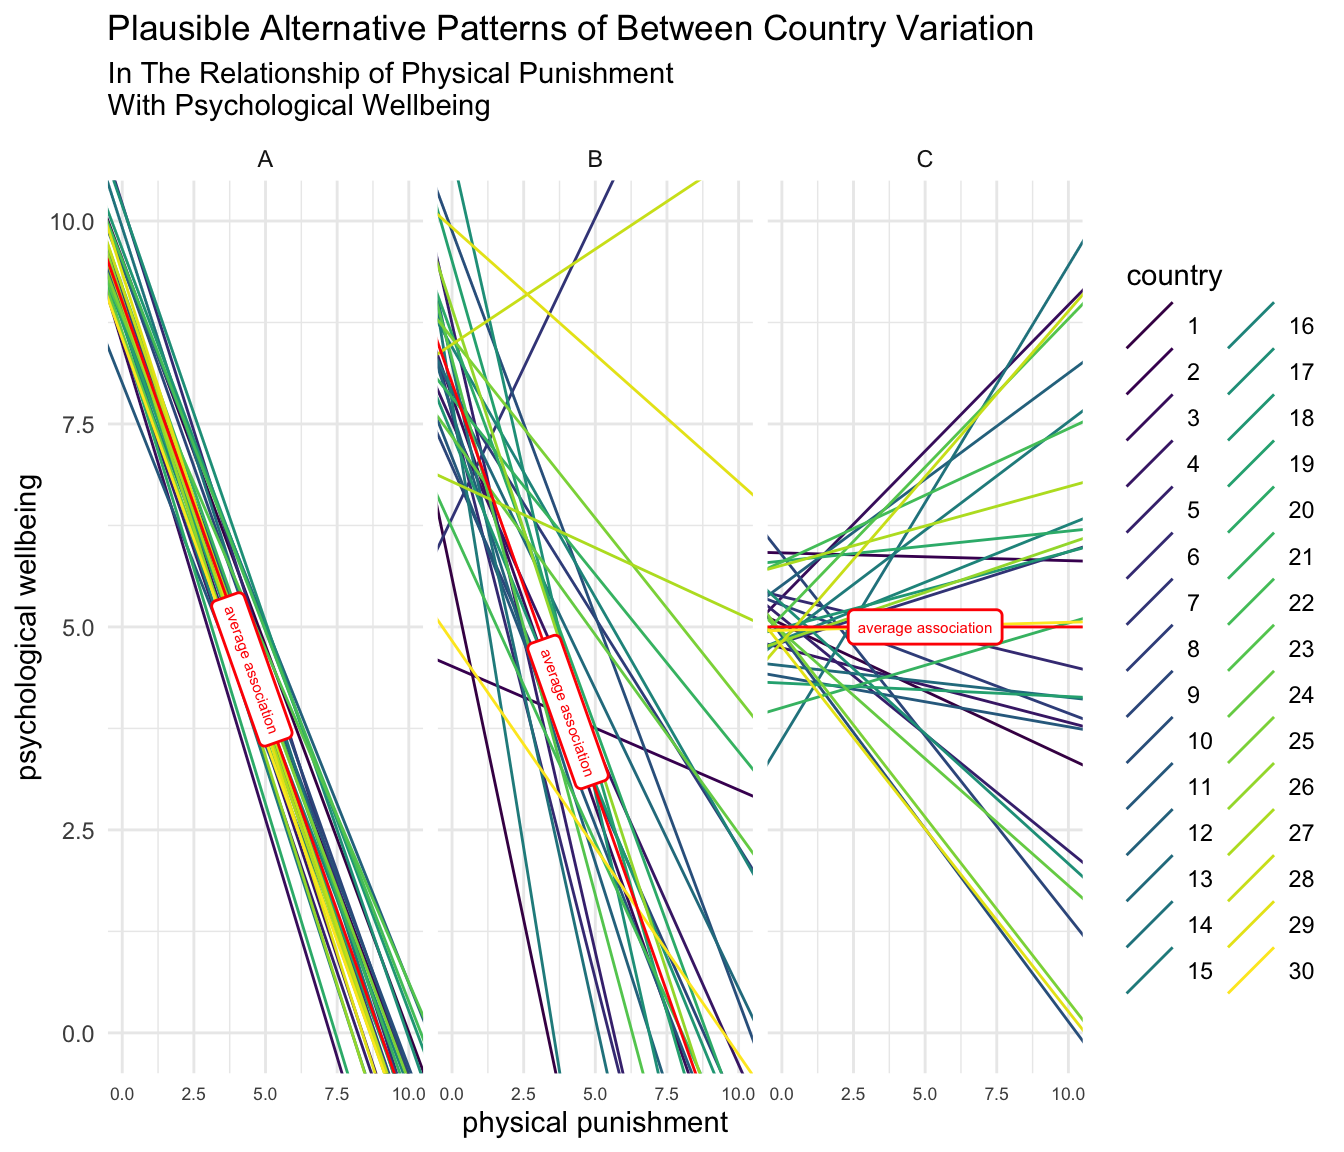 Plausible Alternative Patterns of Between Country Variation
In The Relationship of Physical Punishment
With Psychological Wellbeing
A
B
C
10.0
7.5
5.0
2.5
0.0
psychological wellbeing
average association
average association
average association
0.0 2.5 5.0 7.5 10.0
0.0 2.5 5.0 7.5 10.0
0.0 2.5 5.0 7.5 10.0
physical punishment
country
1 16
2 17
3 18
4 19
5 20
6 21
7 22
8 23
9 24
10 25
11 26
12 27
13 28
14 29
15 30